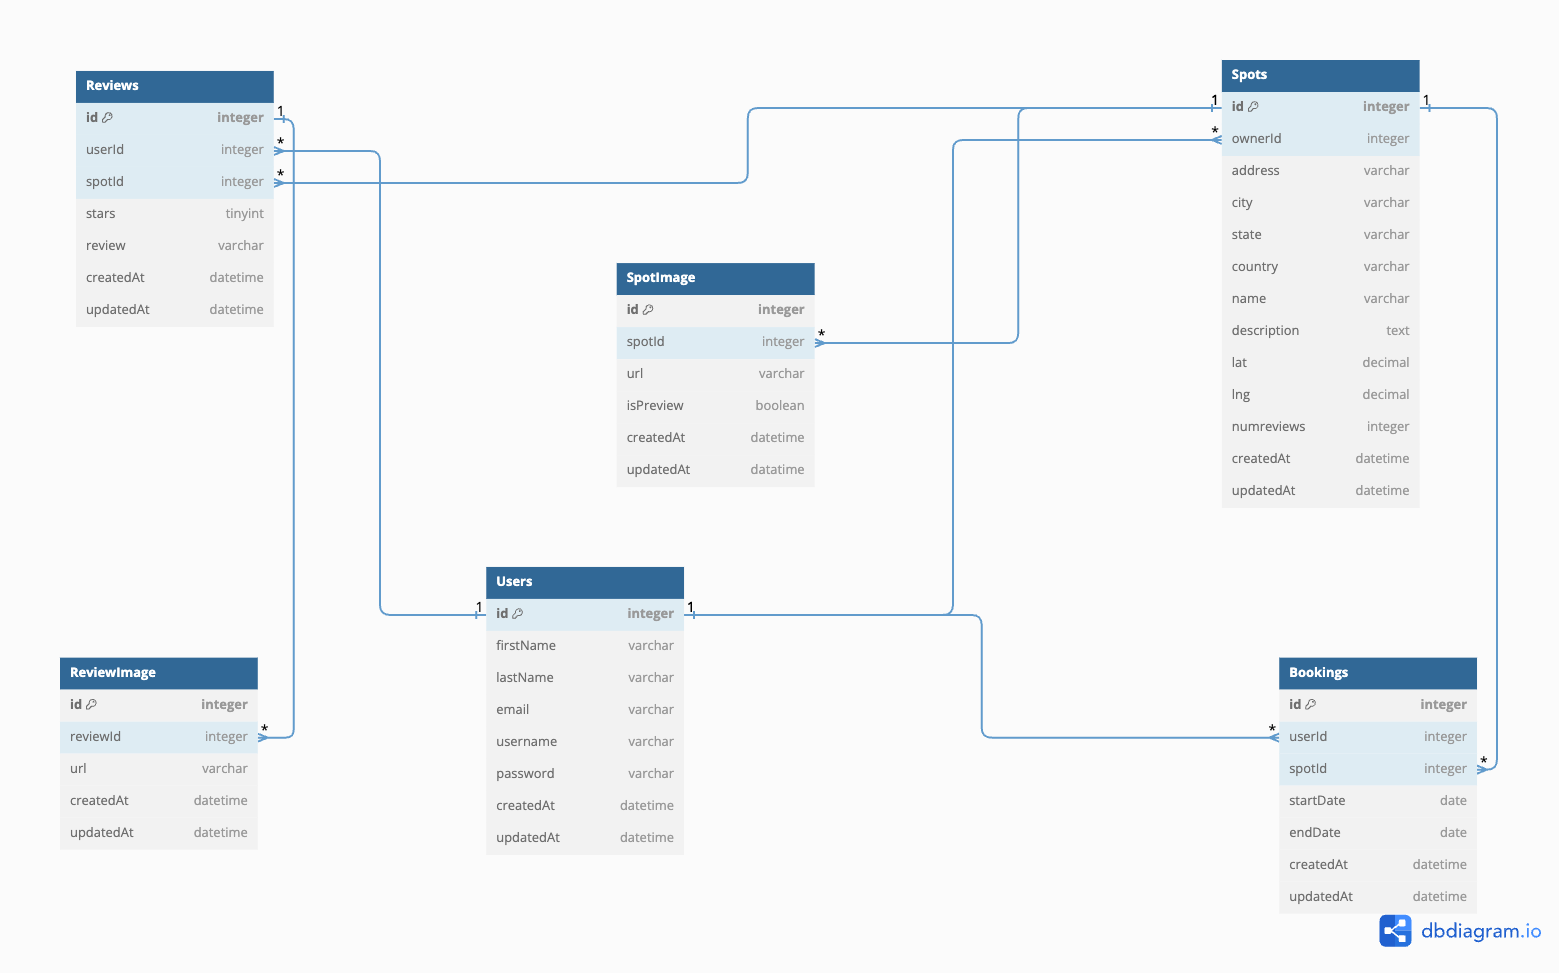 Reviews
id integer 1
userId integer *
spotId integer *
stars tinyint
review varchar
createdAt datetime
updatedAt datetime
1 Spots
id integer 1
* ownerId integer
address varchar
city varchar
state varchar
country varchar
name varchar
description text
lat decimal
lng decimal
numreviews integer
createdAt datetime
updatedAt datetime
SpotImage
id integer
spotId integer *
url varchar
isPreview boolean
createdAt datetime
updatedAt datatime
Users
1 id integer 1
firstName varchar
lastName varchar
email varchar
username varchar
password varchar
createdAt datetime
updatedAt datetime
ReviewImage
id integer
reviewId integer *
url varchar
createdAt datetime
updatedAt datetime
Bookings
id integer
* userId integer
spotId integer *
startDate date
endDate date
createdAt datetime
updatedAt datetime
dbdiagram.io